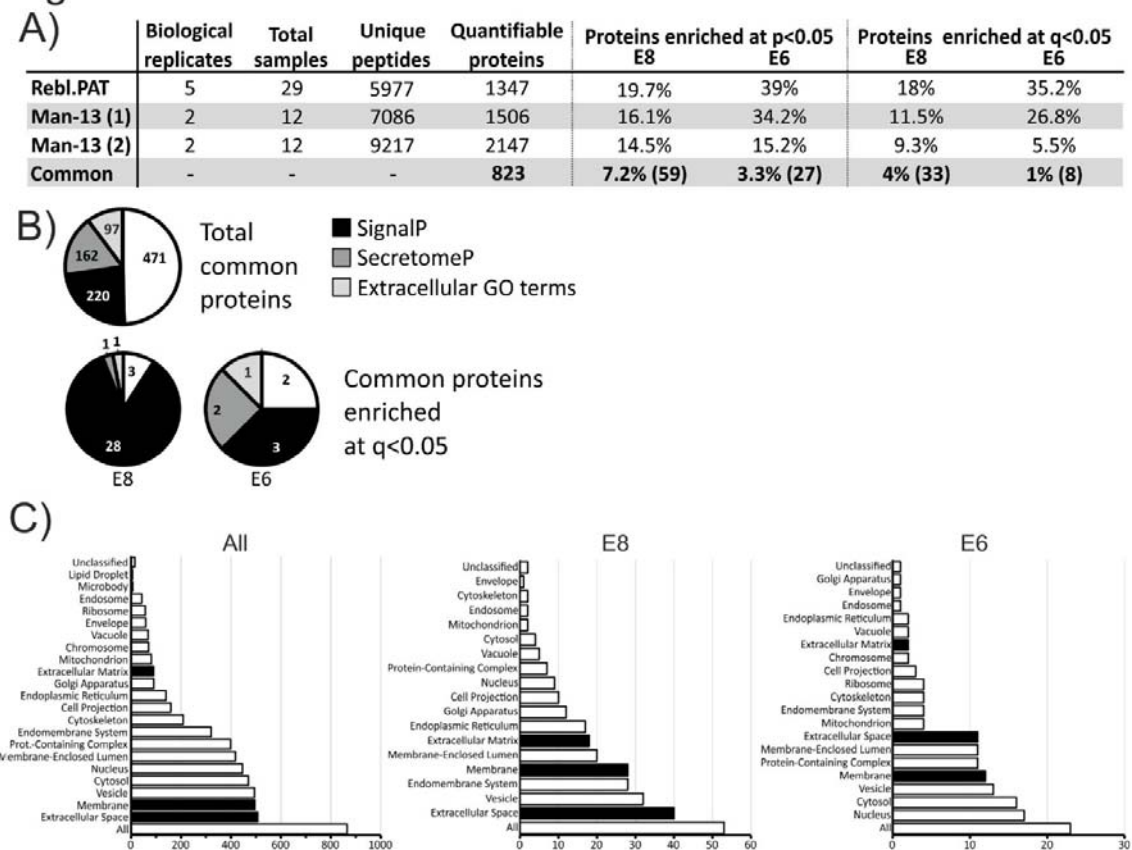 A)
Biological replicates Total samples Unique peptides Quantifiable proteins Proteins enriched at p<0.05 E8 E6 Proteins enriched at q<0.05 E8 E6
Rebl.PAT 5 29 5977 1347 19.7% 39% 18% 35.2%
Man-13 (1) 2 12 7086 1506 16.1% 34.2% 11.5% 26.8%
Man-13 (2) 2 12 9217 2147 14.5% 15.2% 9.3% 5.5%
Common - - - 823 7.2% (59) 3.3% (27) 4% (33) 1% (8)
B)
97
162
471
220
Total
common
proteins
SignalP
SecretomeP
Extracellular GO terms
1 1
3
28
E8
1
2
2
3
E6
Common proteins
enriched
at q<0.05
C)
All
Unclassified
Lipid Droplet
Microbody
Endosome
Ribosome
Envelope
Vacuole
Chromosome
Mitochondrion
Extracellular Matrix
Golgi Apparatus
Endoplasmic Reticulum
Cell Projection
Cytoskeleton
Endomembrane System
Prot.-Containing Complex
Membrane-Enclosed Lumen
Nucleus
Cytosol
Vesicle
Membrane
Extracellular Space
All
0 200 400 600 800 1000
E8
Unclassified
Envelope
Cytoskeleton
Endosome
Mitochondrion
Cytosol
Vacuole
Protein-Containing Complex
Nucleus
Cell Projection
Golgi Apparatus
Endoplasmic Reticulum
Extracellular Matrix
Membrane-Enclosed Lumen
Membrane
Endomembrane System
Vesicle
Extracellular Space
All
0 10 20 30 40 50 60
E6
Unclassified
Golgi Apparatus
Envelope
Endosome
Endoplasmic Reticulum
Vacuole
Extracellular Matrix
Chromosome
Cell Projection
Ribosome
Cytoskeleton
Endomembrane System
Mitochondrion
Extracellular Space
Membrane-Enclosed Lumen
Protein-Containing Complex
Membrane
Vesicle
Cytosol
Nucleus
All
0 10 20 30